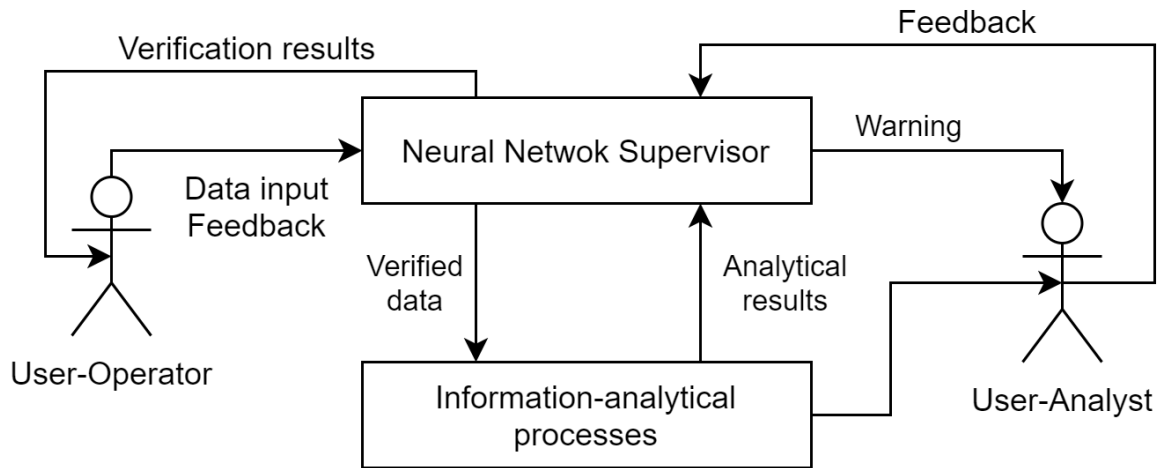 Feedback
Verification results
Warning
Neural Netwok Supervisor
Data input
Feedback
Verified
data
Analytical
results
User-Operator
Information-analytical
processes
User-Analyst